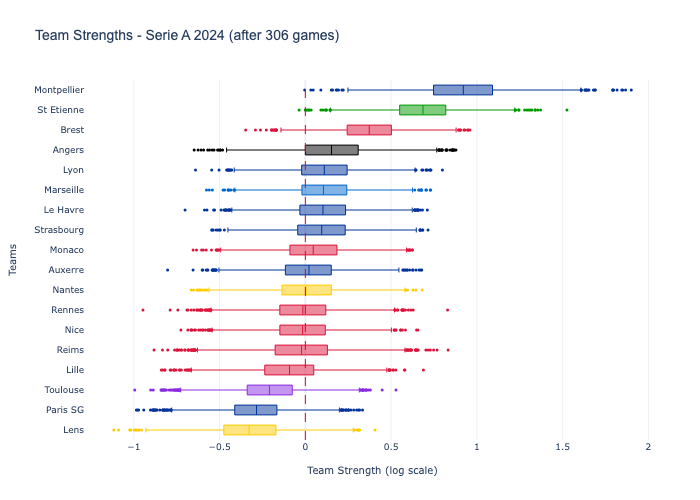 Team Strengths - Serie A 2024 (after 306 games)
Montpellier
St Etienne
Brest
Angers
Lyon
Marseille
Le Havre
Strasbourg
Monaco
Auxerre
Nantes
Rennes
Nice
Reims
Lille
Toulouse
Paris SG
Lens
Teams
−1
−0.5
0
0.5
1
1.5
2
Team Strength (log scale)